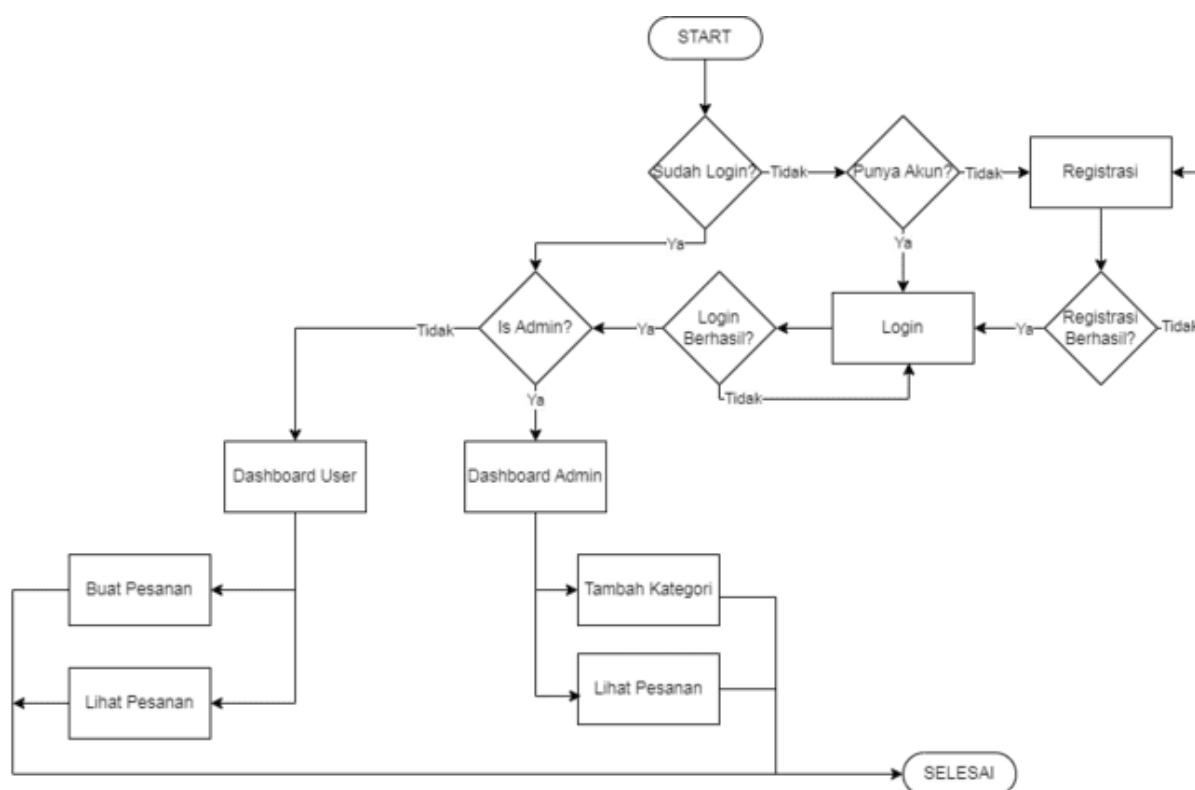 START
Sudah Login?
Tidak
Punya Akun?
Tidak
Registrasi
Ya
Ya
Is Admin?
Tidak
Login
Berhasil?
Ya
Login
Ya
Registrasi
Berhasil?
Tidak
Tidak
Ya
Dashboard User
Dashboard Admin
Buat Pesanan
Tambah Kategori
Lihat Pesanan
Lihat Pesanan
SELESAI